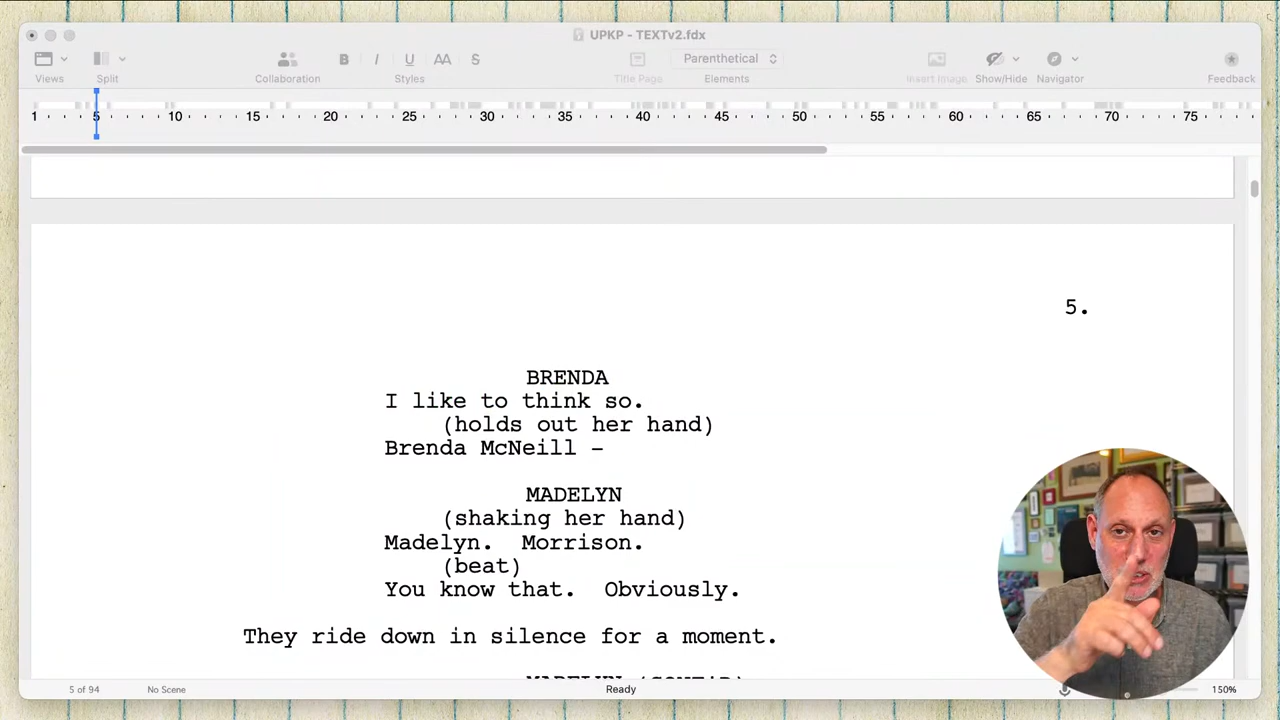 UPKP - TEXTv2.fdx
B I U AA S Parenthetical
Views Split Collaboration Styles Title Page Elements Insert Image Show/Hide Navigator Feedback
1 5 10 15 20 25 30 35 40 45 50 55 60 65 70 75
5.
BRENDA
I like to think so.
(holds out her hand)
Brenda McNeill –
MADELYN
(shaking her hand)
Madelyn.  Morrison.
(beat)
You know that.  Obviously.
They ride down in silence for a moment.
5 of 94 No Scene Ready 150%